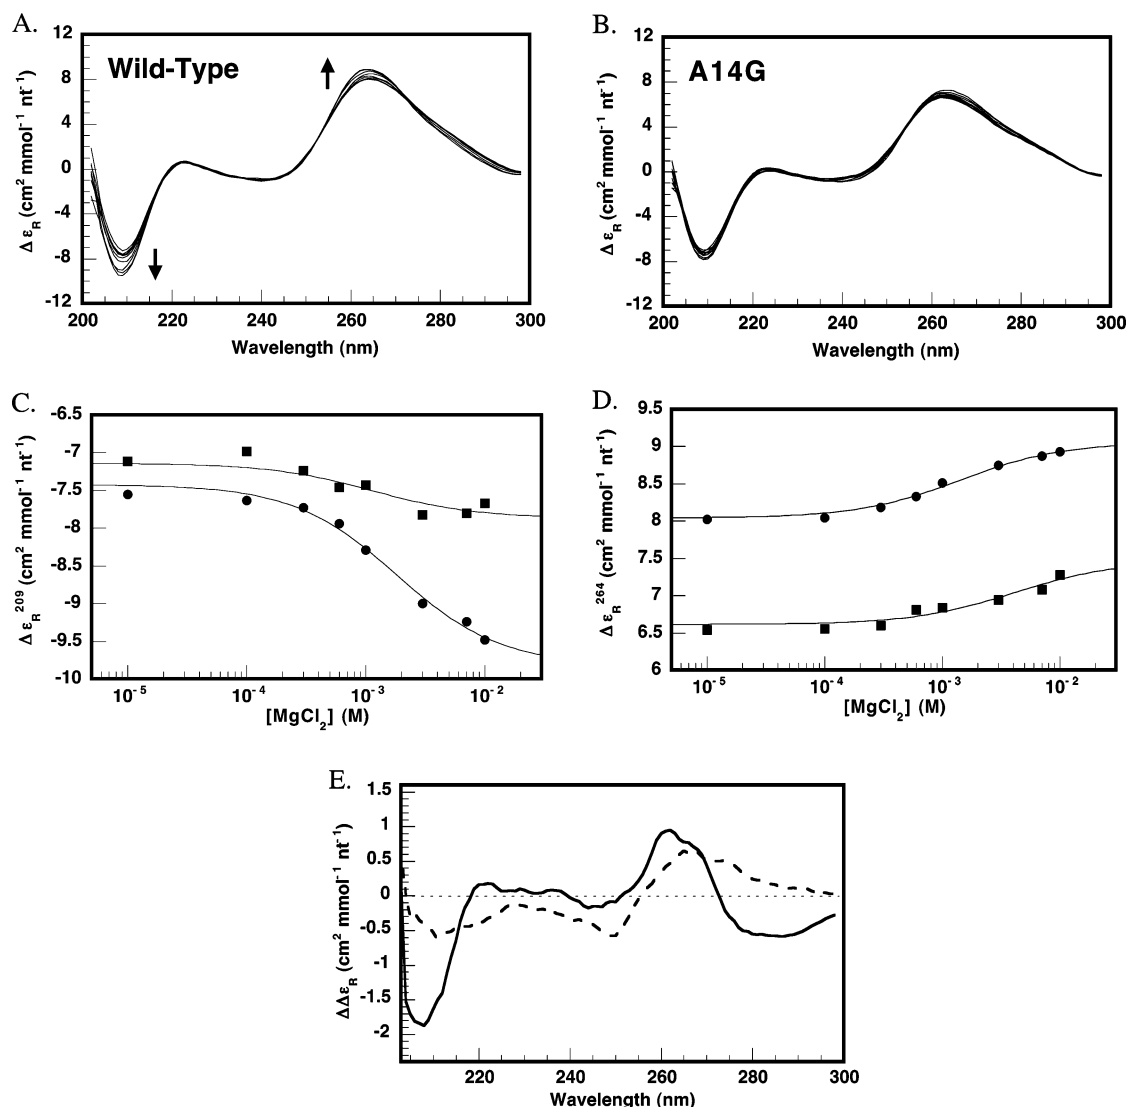 A.
12
8
4
0
-4
-8
-12
Δ ε_R (cm² mmol⁻¹ nt⁻¹)
Wild-Type
200 220 240 260 280 300
Wavelength (nm)
B.
12
8
4
0
-4
-8
-12
Δ ε_R (cm² mmol⁻¹ nt⁻¹)
A14G
200 220 240 260 280 300
Wavelength (nm)
C.
-6.5
-7
-7.5
-8
-8.5
-9
-9.5
-10
Δ ε_R²⁰⁹ (cm² mmol⁻¹ nt⁻¹)
10⁻⁵ 10⁻⁴ 10⁻³ 10⁻²
[MgCl₂] (M)
D.
9.5
9
8.5
8
7.5
7
6.5
6
Δ ε_R²⁶⁴ (cm² mmol⁻¹ nt⁻¹)
10⁻⁵ 10⁻⁴ 10⁻³ 10⁻²
[MgCl₂] (M)
E.
1.5
1
0.5
0
-0.5
-1
-1.5
-2
ΔΔε_R (cm² mmol⁻¹ nt⁻¹)
220 240 260 280 300
Wavelength (nm)